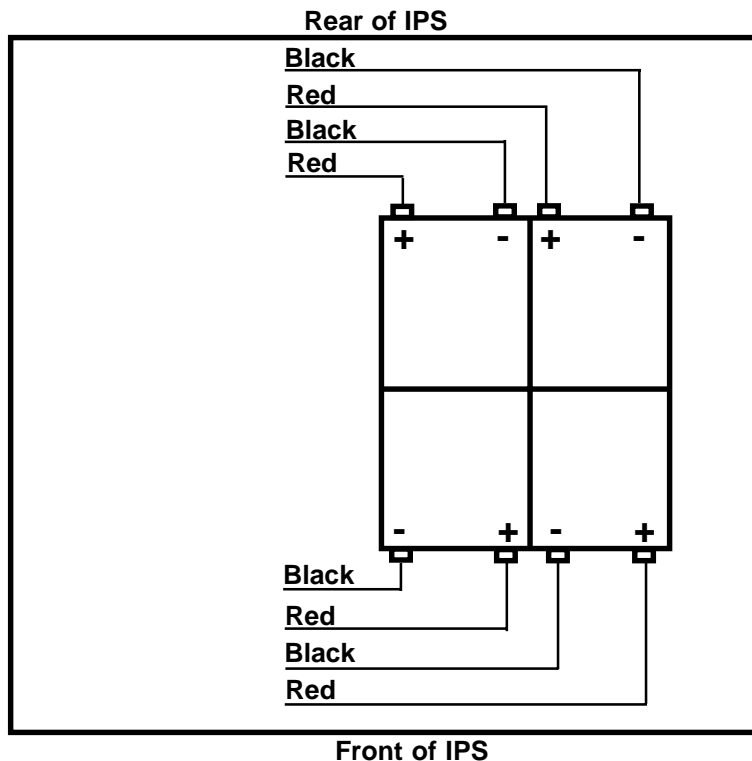 Rear of IPS
Black
Red
Black
Red
+ - + -
- + - +
Black
Red
Black
Red
Front of IPS